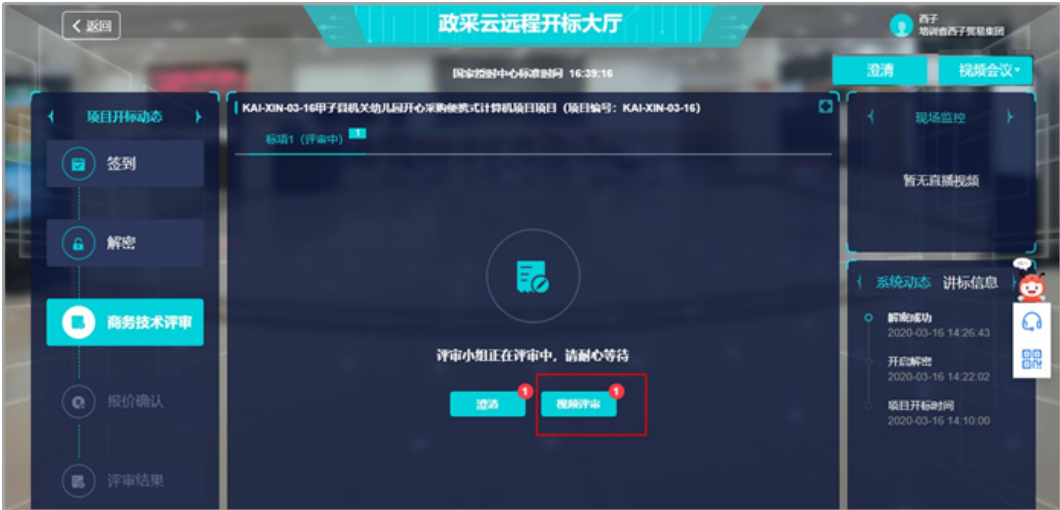 返回
政采云远程开标大厅
西子
培训省西子贸易集团
国家授时中心标准时间 16:39:16
澄清
视频会议
项目开标动态
签到
解密
商务技术评审
报价确认
评审结果
KAI-XIN-03-16甲子县机关幼儿园开心采购便携式计算机项目项目（项目编号：KAI-XIN-03-16）
标项1（评审中） 1
评审小组正在评审中，请耐心等待
澄清 1
视频评审 1
现场监控
暂无直播视频
系统动态 讲标信息
解密成功
2020-03-16 14:26:43
开启解密
2020-03-16 14:22:02
项目开标时间
2020-03-16 14:10:00